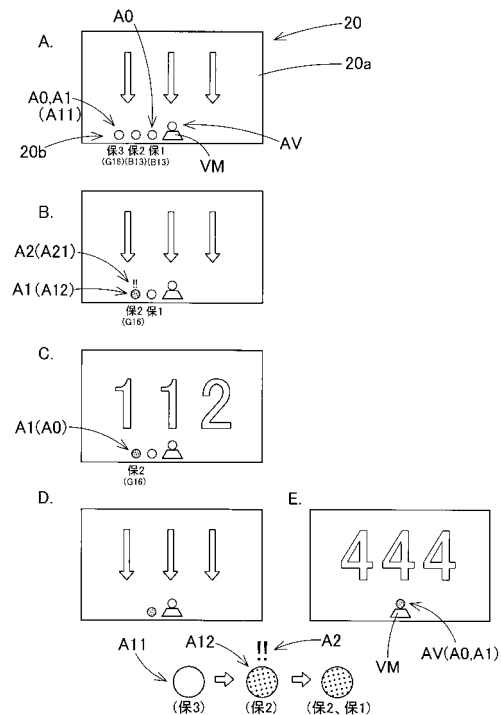 A0
20
A.
20a
A0,A1
(A11)
20b
AV
VM
保3 保2 保1
(G16)(B13)(B13)
B.
A2(A21)
!!
A1(A12)
保2 保1
(G16)
C.
112
A1(A0)
保2
(G16)
D.
E.
444
A11
A12
!!
A2
VM
AV(A0,A1)
(保3)
(保2)
(保2、保1)